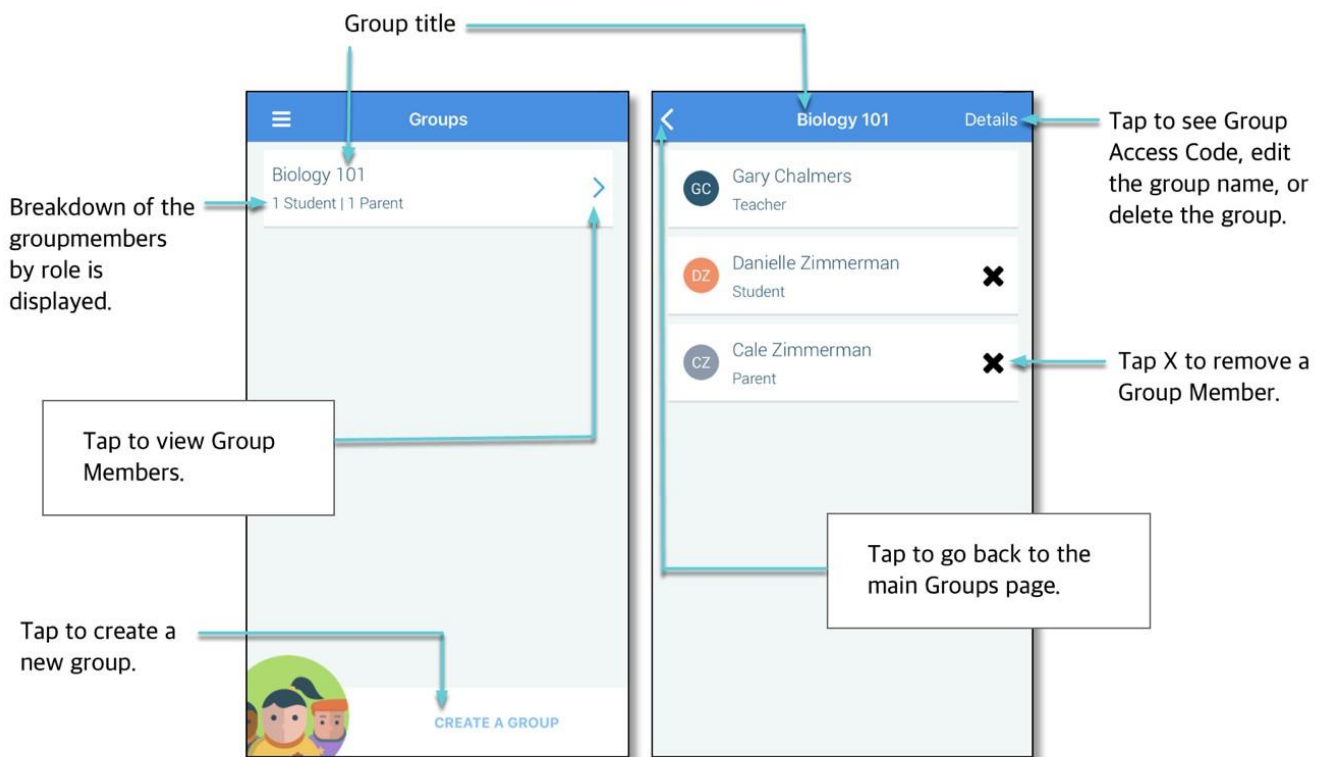 Group title
Groups
Biology 101
1 Student | 1 Parent
Breakdown of the
groupmembers
by role is
displayed.
Tap to view Group
Members.
Tap to create a
new group.
CREATE A GROUP
Biology 101
Details
GC
Gary Chalmers
Teacher
DZ
Danielle Zimmerman
Student
CZ
Cale Zimmerman
Parent
Tap to see Group
Access Code, edit
the group name, or
delete the group.
Tap X to remove a
Group Member.
Tap to go back to the
main Groups page.